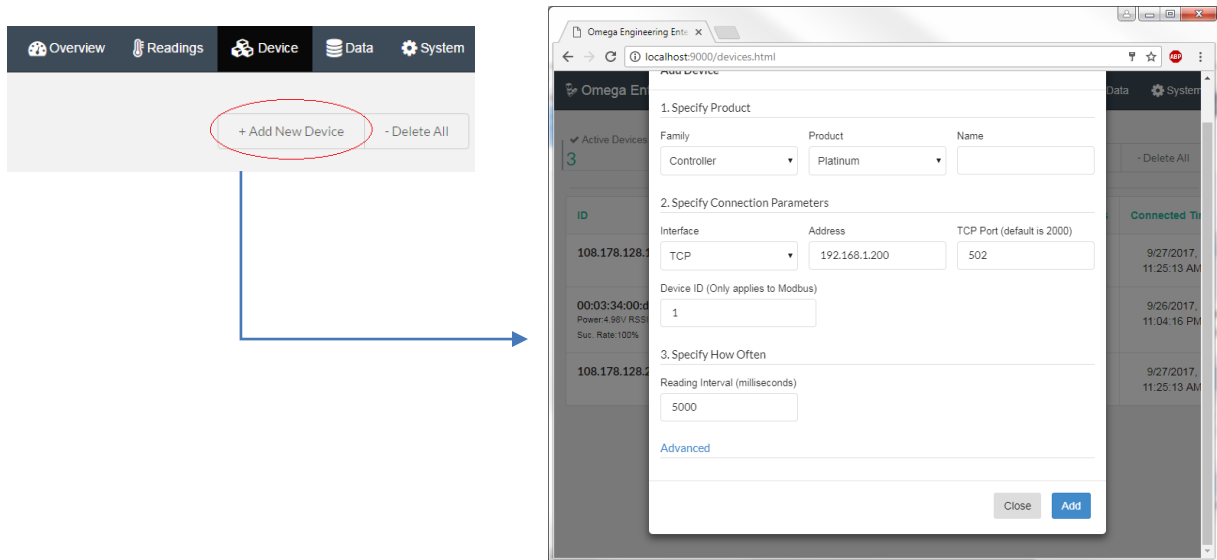 Overview Readings Device Data System
+ Add New Device - Delete All
Omega Engineering Ente
localhost:9000/devices.html
ABP
Add Device
Omega En
Data System
1. Specify Product
Family Product Name
Active Devices
3
Controller Platinum
- Delete All
2. Specify Connection Parameters
ID
Connected Ti
Interface Address TCP Port (default is 2000)
TCP 192.168.1.200 502
108.178.128.1
9/27/2017,
11:25:13 AM
Device ID (Only applies to Modbus)
1
00:03:34:00:d
Power:4.98V RSSI
Suc. Rate:100%
9/26/2017,
11:04:16 PM
3. Specify How Often
108.178.128.2
9/27/2017,
11:25:13 AM
Reading Interval (milliseconds)
5000
Advanced
Close Add